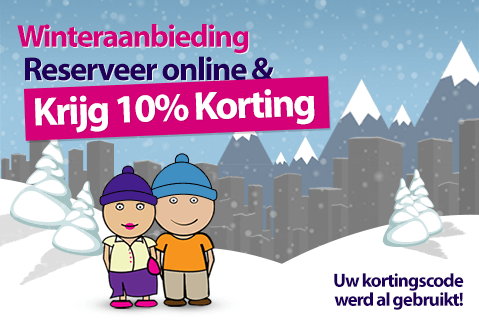 Winteraanbieding
Reserveer online &
Krijg 10% Korting
Uw kortingscode
werd al gebruikt!